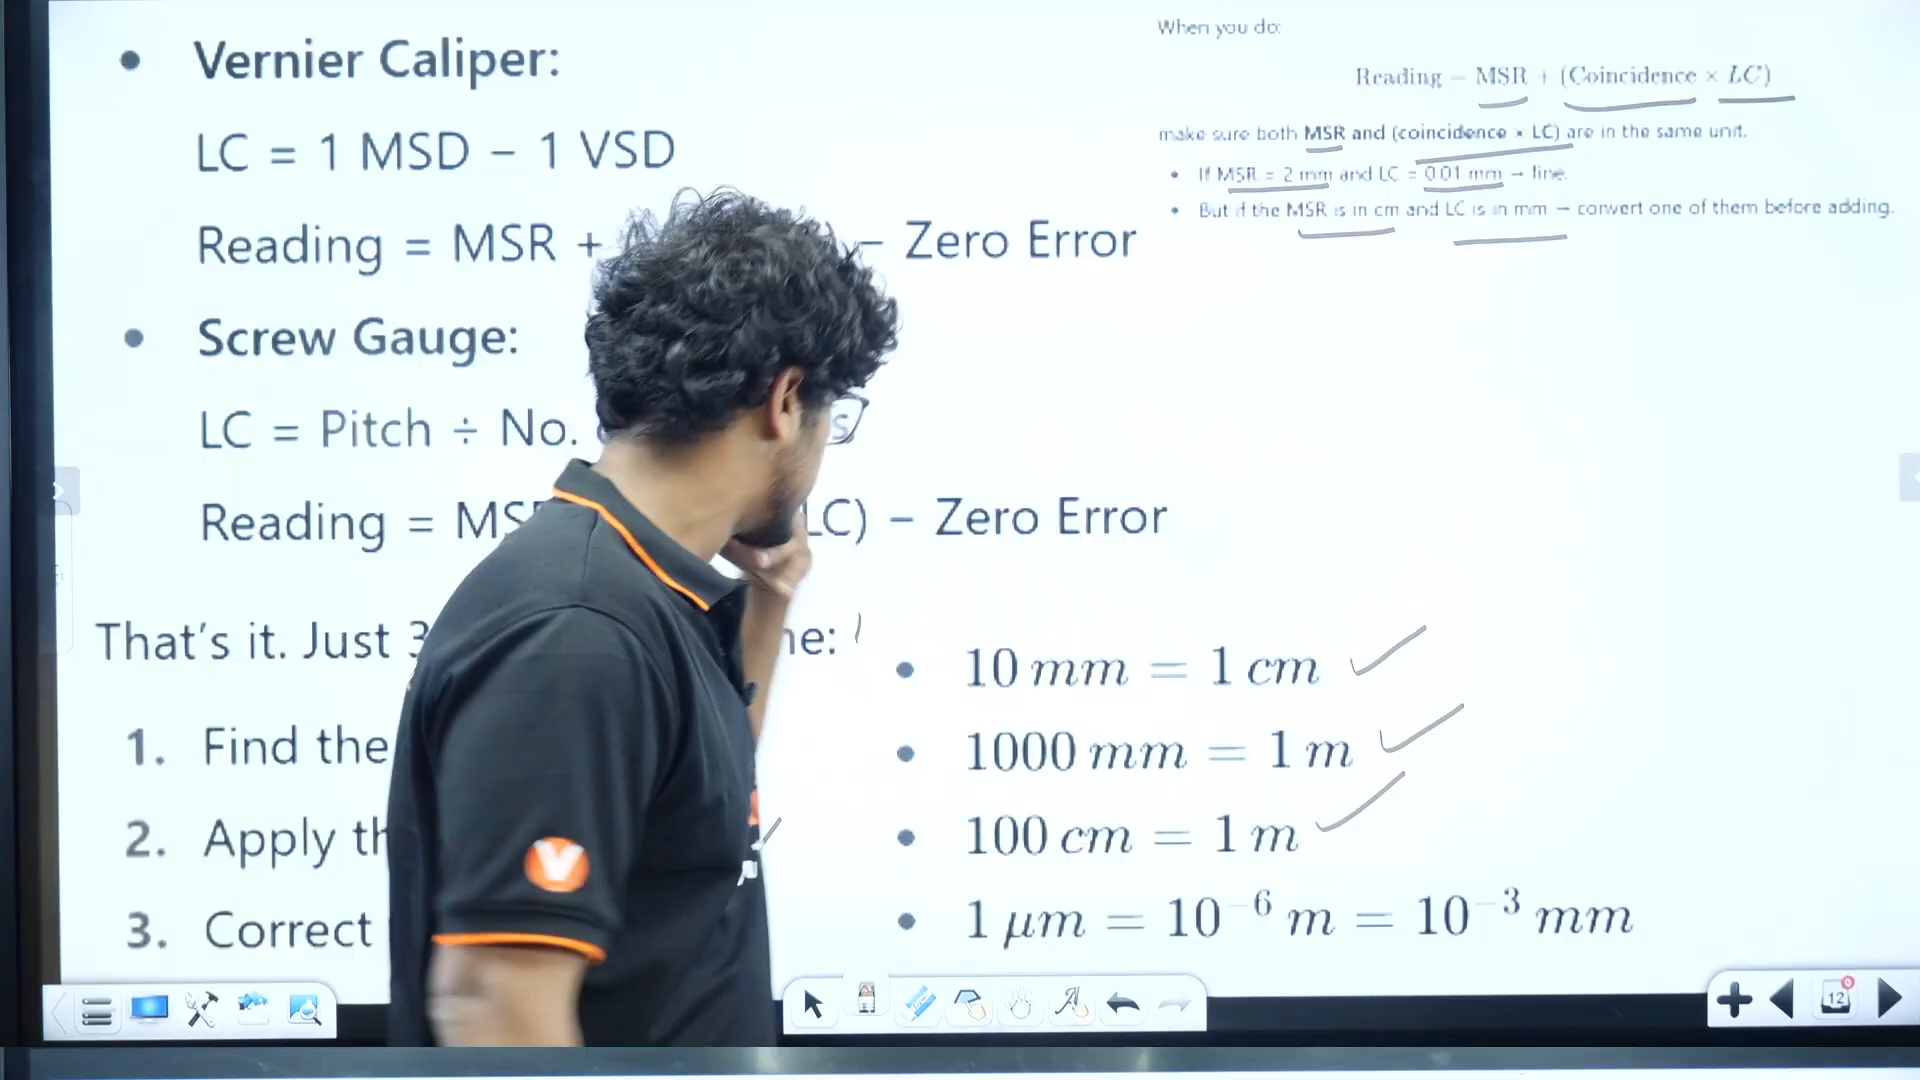 • Vernier Caliper:
LC = 1 MSD – 1 VSD
Reading = MSR + – Zero Error
• Screw Gauge:
LC = Pitch ÷ No.
Reading = LC) – Zero Error
That's it. Just 3
1. Find the
2. Apply
3. Correct
When you do:
Reading – MSR + (Coincidence × LC)
make sure both MSR and (coincidence × LC) are in the same unit.
• If MSR = 2 mm and LC = 0.01 mm → fine.
• But if the MSR is in cm and LC is in mm → convert one of them before adding.
• 10 mm = 1 cm
• 1000 mm = 1 m
• 100 cm = 1 m
• 1 μm = 10⁻⁶ m = 10⁻³ mm
12
V